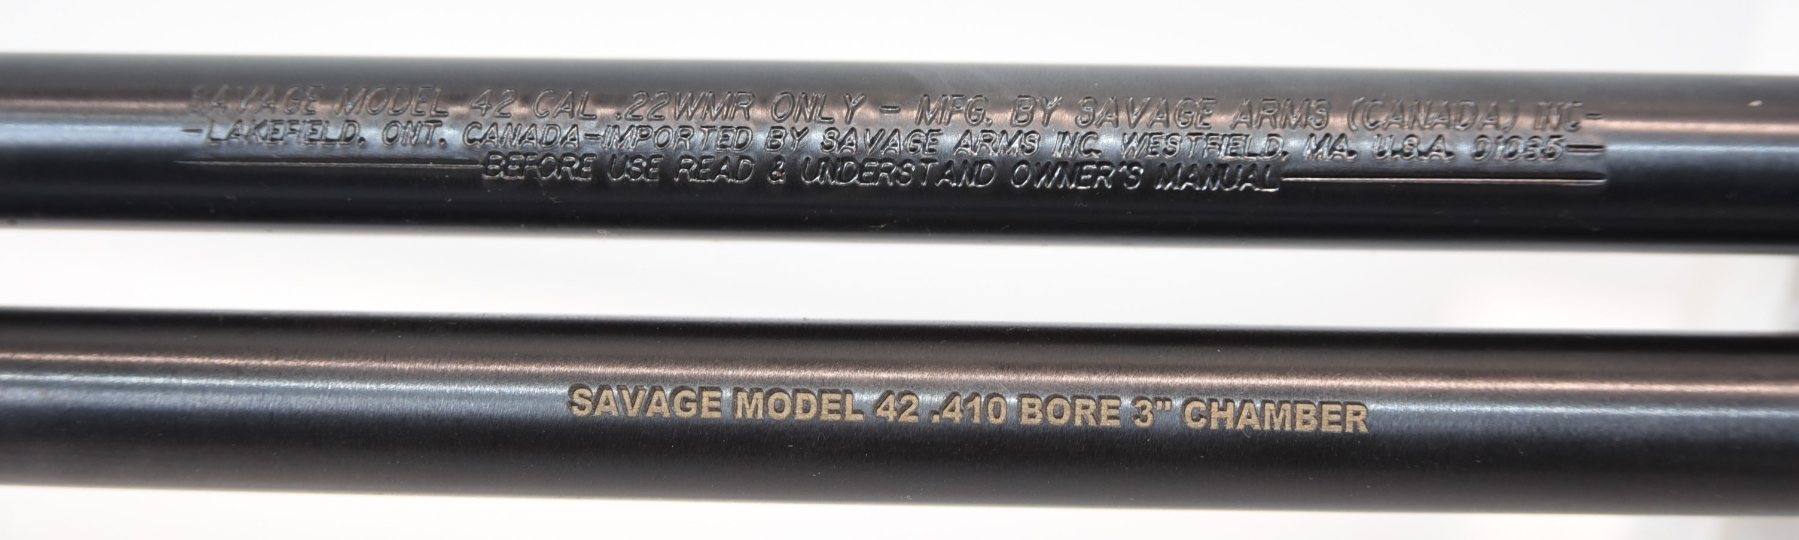 SAVAGE MODEL 42 CAL .22WMR ONLY - MFG. BY SAVAGE ARMS (CANADA) INC-
-LAKEFIELD, ONT. CANADA-IMPORTED BY SAVAGE ARMS INC. WESTFIELD, MA. U.S.A. 01085-
BEFORE USE READ & UNDERSTAND OWNER'S MANUAL
SAVAGE MODEL 42 .410 BORE 3" CHAMBER